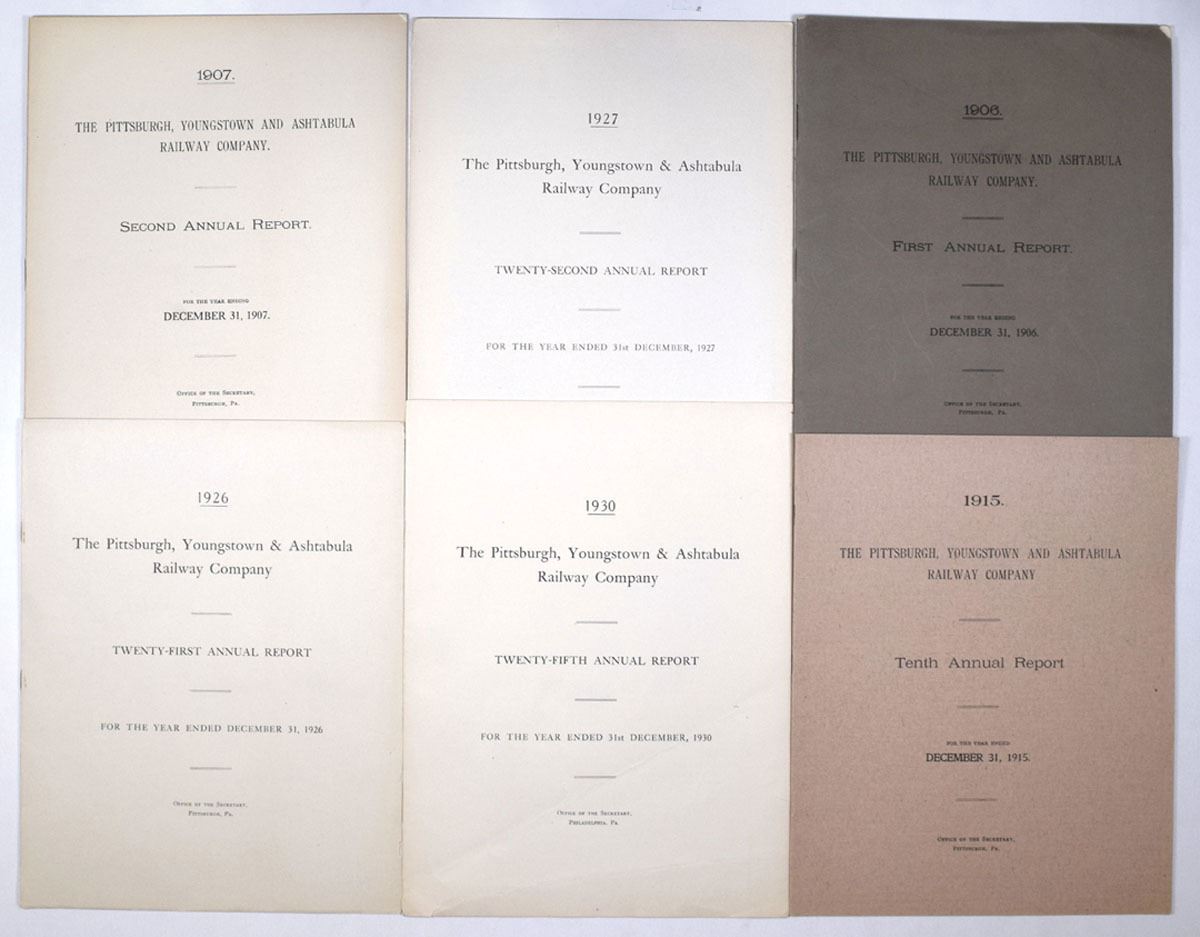 1907.
THE PITTSBURGH, YOUNGSTOWN AND ASHTABULA
RAILWAY COMPANY.
SECOND ANNUAL REPORT.
FOR THE YEAR ENDING
DECEMBER 31, 1907.
OFFICE OF THE SECRETARY,
PITTSBURGH, PA.
1927
The Pittsburgh, Youngstown & Ashtabula
Railway Company
TWENTY-SECOND ANNUAL REPORT
FOR THE YEAR ENDED 31st DECEMBER, 1927
1906.
THE PITTSBURGH, YOUNGSTOWN AND ASHTABULA
RAILWAY COMPANY.
FIRST ANNUAL REPORT.
FOR THE YEAR ENDING
DECEMBER 31, 1906.
OFFICE OF THE SECRETARY,
PITTSBURGH, PA.
1926
The Pittsburgh, Youngstown & Ashtabula
Railway Company
TWENTY-FIRST ANNUAL REPORT
FOR THE YEAR ENDED DECEMBER 31, 1926
OFFICE OF THE SECRETARY,
PITTSBURGH, PA.
1930
The Pittsburgh, Youngstown & Ashtabula
Railway Company
TWENTY-FIFTH ANNUAL REPORT
FOR THE YEAR ENDED 31st DECEMBER, 1930
OFFICE OF THE SECRETARY,
PHILADELPHIA, PA.
1915.
THE PITTSBURGH, YOUNGSTOWN AND ASHTABULA
RAILWAY COMPANY
Tenth Annual Report
FOR THE YEAR ENDED
DECEMBER 31, 1915.
OFFICE OF THE SECRETARY,
PITTSBURGH, PA.